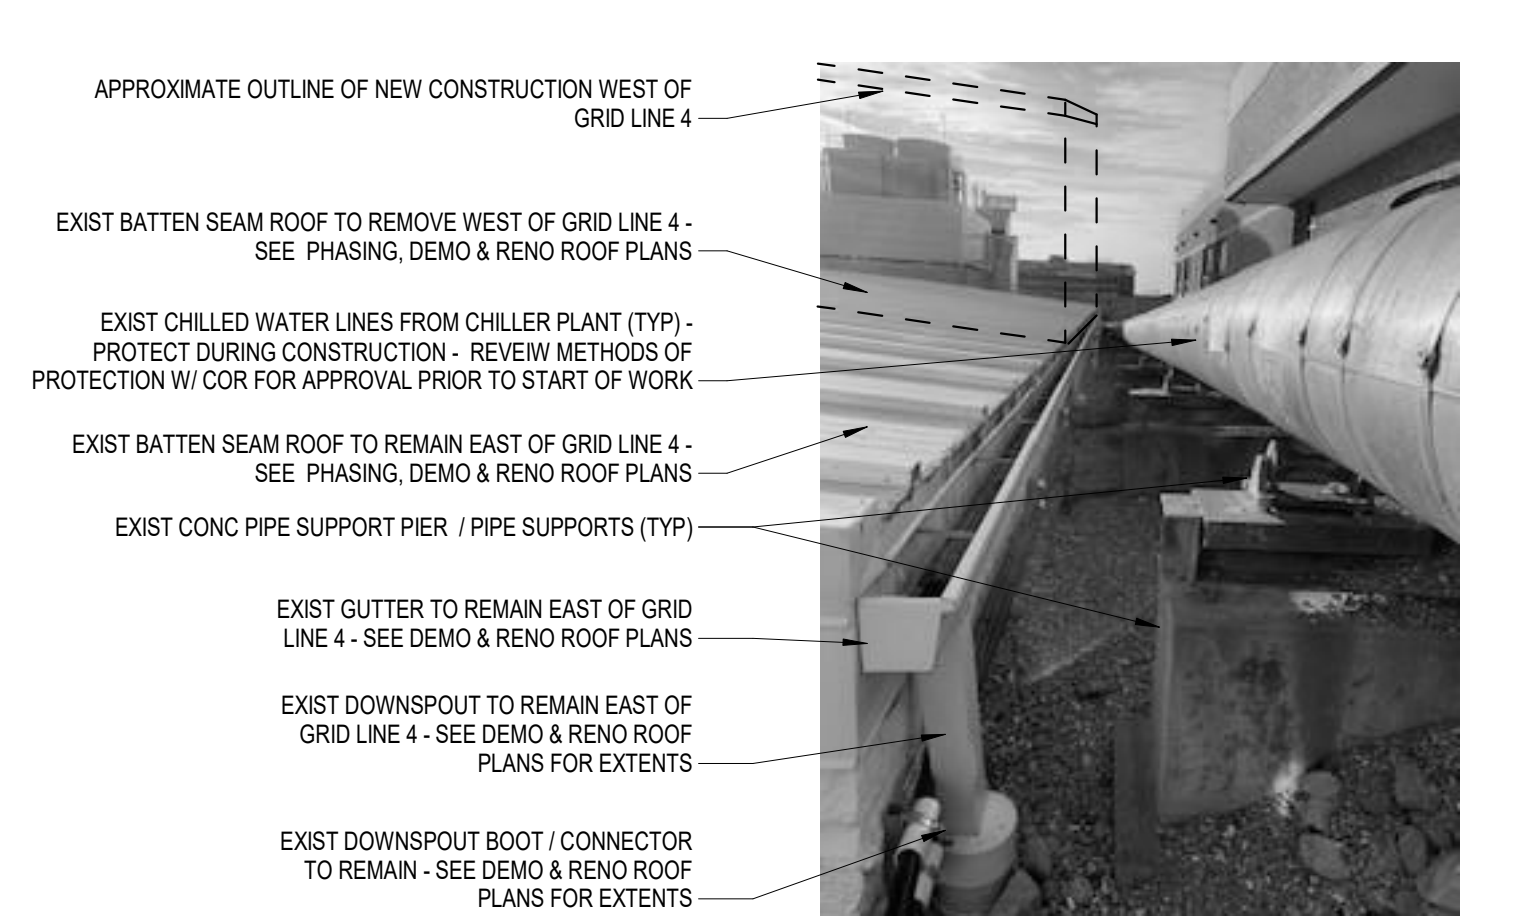 APPROXIMATE OUTLINE OF NEW CONSTRUCTION WEST OF
GRID LINE 4
EXIST BATTEN SEAM ROOF TO REMOVE WEST OF GRID LINE 4 -
SEE  PHASING, DEMO & RENO ROOF PLANS
EXIST CHILLED WATER LINES FROM CHILLER PLANT (TYP) -
PROTECT DURING CONSTRUCTION -  REVEIW METHODS OF
PROTECTION W/ COR FOR APPROVAL PRIOR TO START OF WORK
EXIST BATTEN SEAM ROOF TO REMAIN EAST OF GRID LINE 4 -
SEE  PHASING, DEMO & RENO ROOF PLANS
EXIST CONC PIPE SUPPORT PIER  / PIPE SUPPORTS (TYP)
EXIST GUTTER TO REMAIN EAST OF GRID
LINE 4 - SEE DEMO & RENO ROOF PLANS
EXIST DOWNSPOUT TO REMAIN EAST OF
GRID LINE 4 - SEE DEMO & RENO ROOF
PLANS FOR EXTENTS
EXIST DOWNSPOUT BOOT / CONNECTOR
TO REMAIN - SEE DEMO & RENO ROOF
PLANS FOR EXTENTS